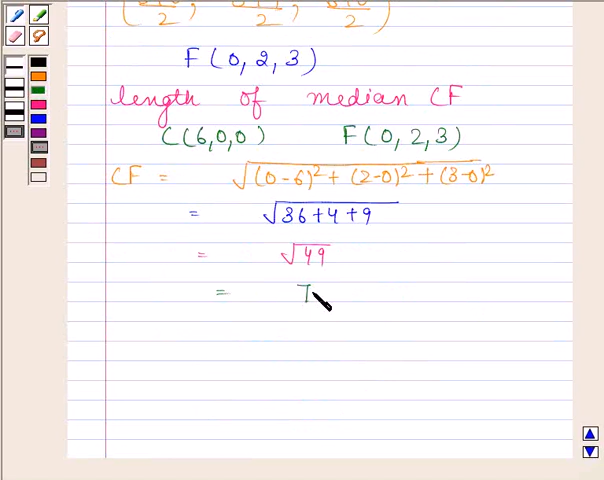 F(0, 2, 3)
length of median CF
C(6,0,0) F(0, 2, 3)
CF = √(0-6)² + (2-0)² + (3-0)²
= √36+4+9
= √49
= 7